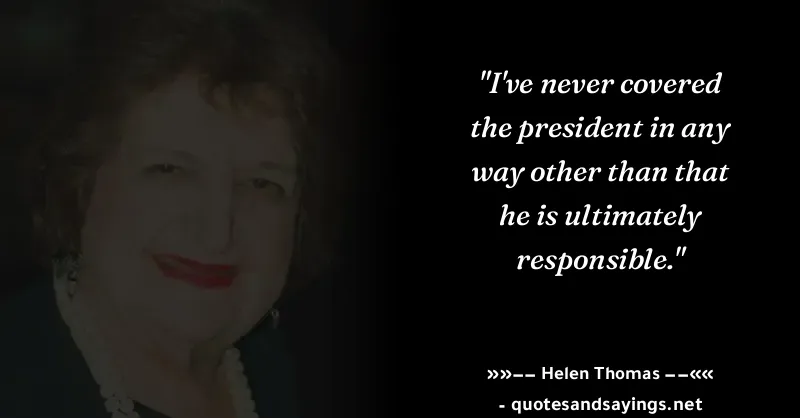 "I've never covered
the president in any
way other than that
he is ultimately
responsible."
»»–– Helen Thomas ––««
- quotesandsayings.net